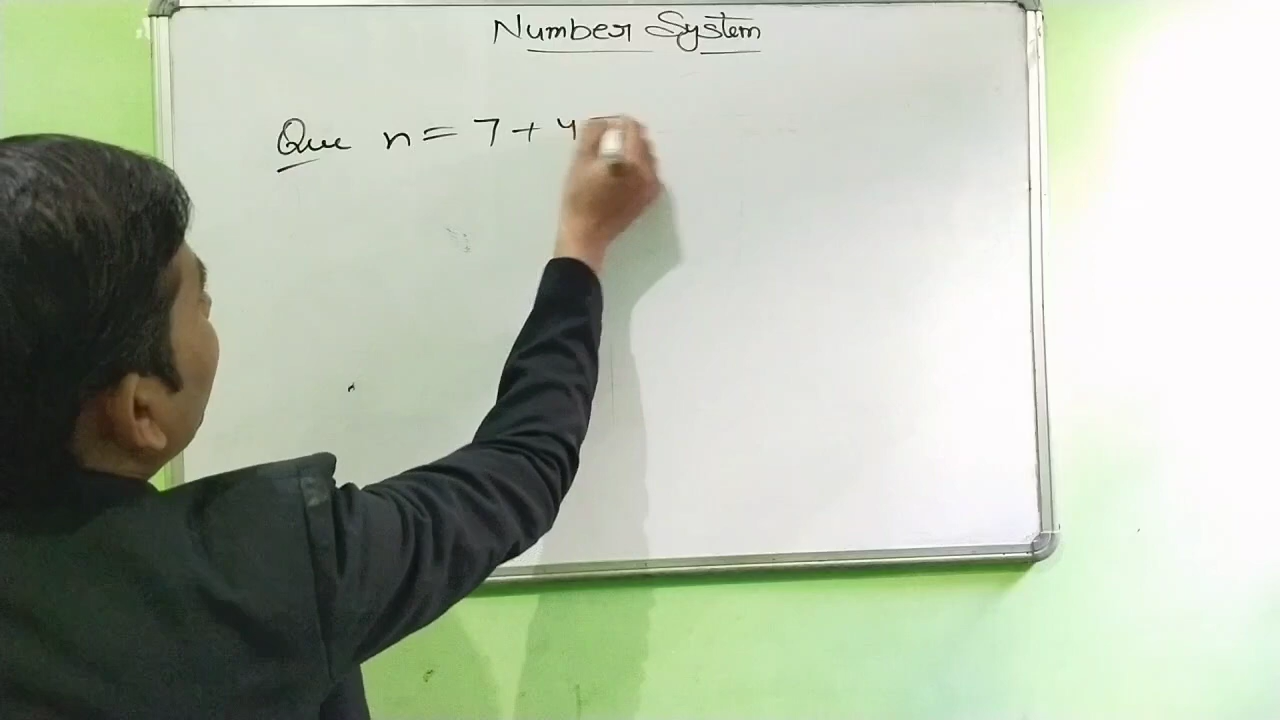 Number System
Que n = 7 + 4